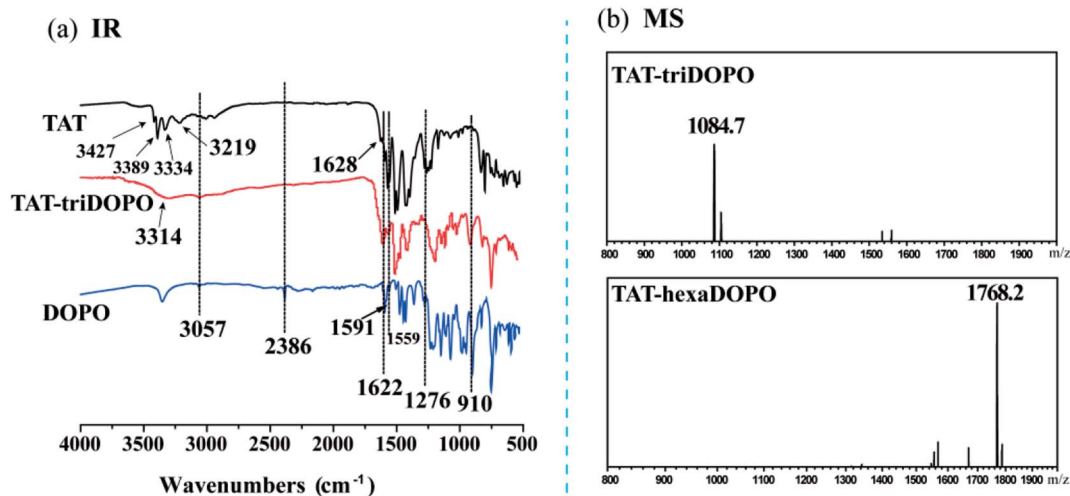 (a) IR
TAT
3427
3389
3334
3219
1628
TAT-triDOPO
3314
DOPO
3057
2386
1591
1559
1622
1276
910
4000 3500 3000 2500 2000 1500 1000 500
Wavenumbers (cm⁻¹)
(b) MS
TAT-triDOPO
1084.7
800 900 1000 1100 1200 1300 1400 1500 1600 1700 1800 1900 m/z
TAT-hexaDOPO
1768.2
800 900 1000 1100 1200 1300 1400 1500 1600 1700 1800 1900 m/z